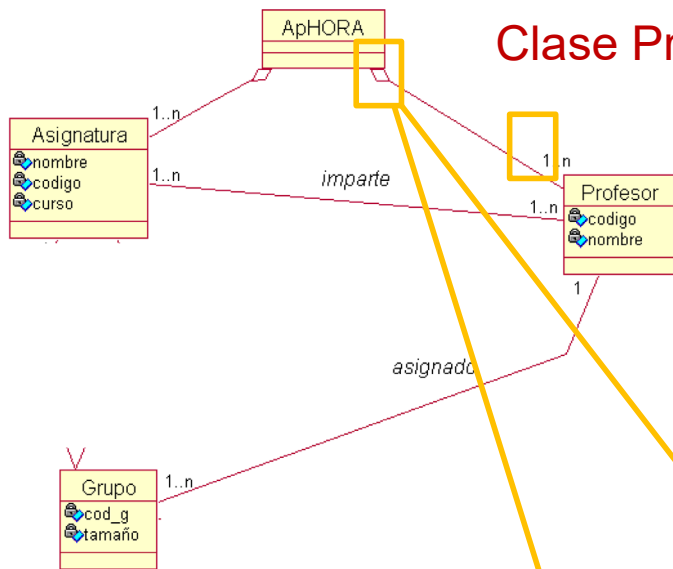 ApHORA
Clase Pr
1..n
Asignatura
nombre
codigo
curso
1..n
imparte
1..n
1..n
Profesor
codigo
nombre
1
asignado
1..n
Grupo
cod_g
tamaño